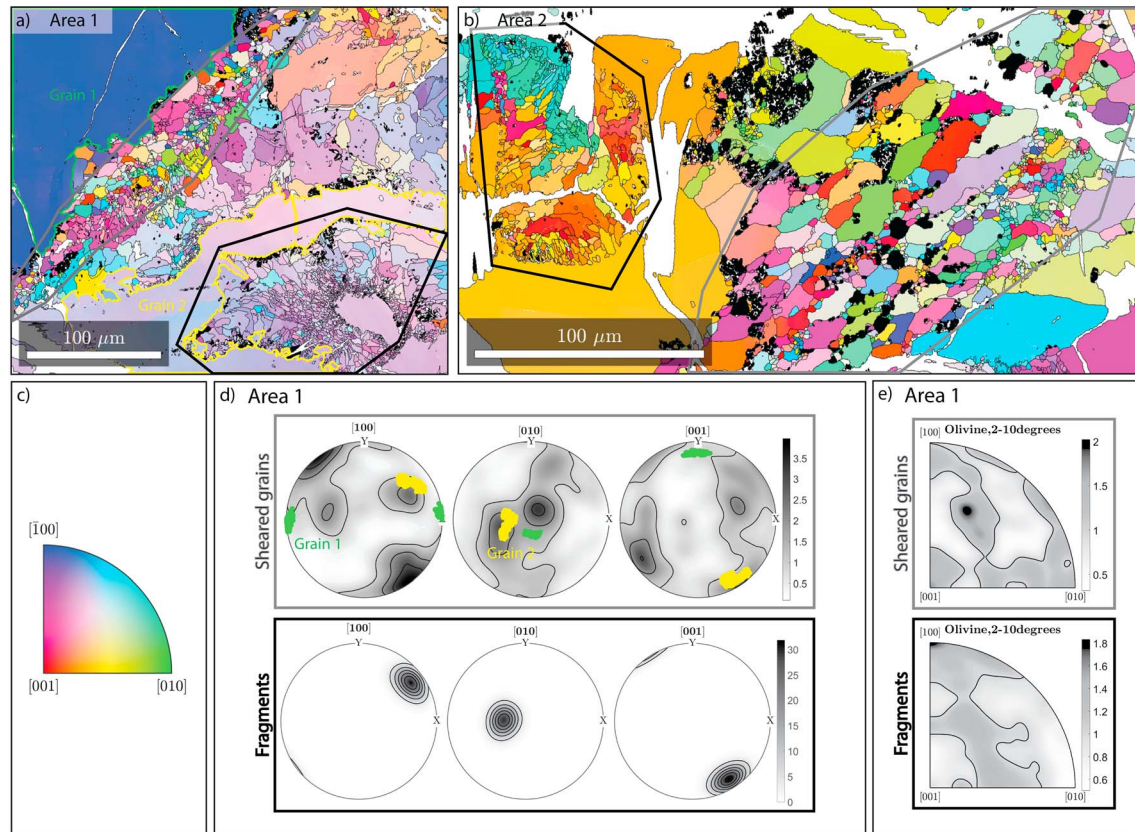 a) Area 1
Grain 1
Grain 2
100 μm
b) Area 2
100 μm
c)
[1̄00]
[001] [010]
d) Area 1
Sheared grains
[100] [010] [001]
Y Y Y
X X X
Grain 1
Grain 2
3.5
3
2.5
2
1.5
1
0.5
Fragments
[100] [010] [001]
Y Y Y
X X X
30
25
20
15
10
5
0
e) Area 1
Sheared grains
[100] Olivine,2-10degrees
[001] [010]
2
1.5
1
0.5
Fragments
[100] Olivine,2-10degrees
[001] [010]
1.8
1.6
1.4
1.2
1
0.8
0.6